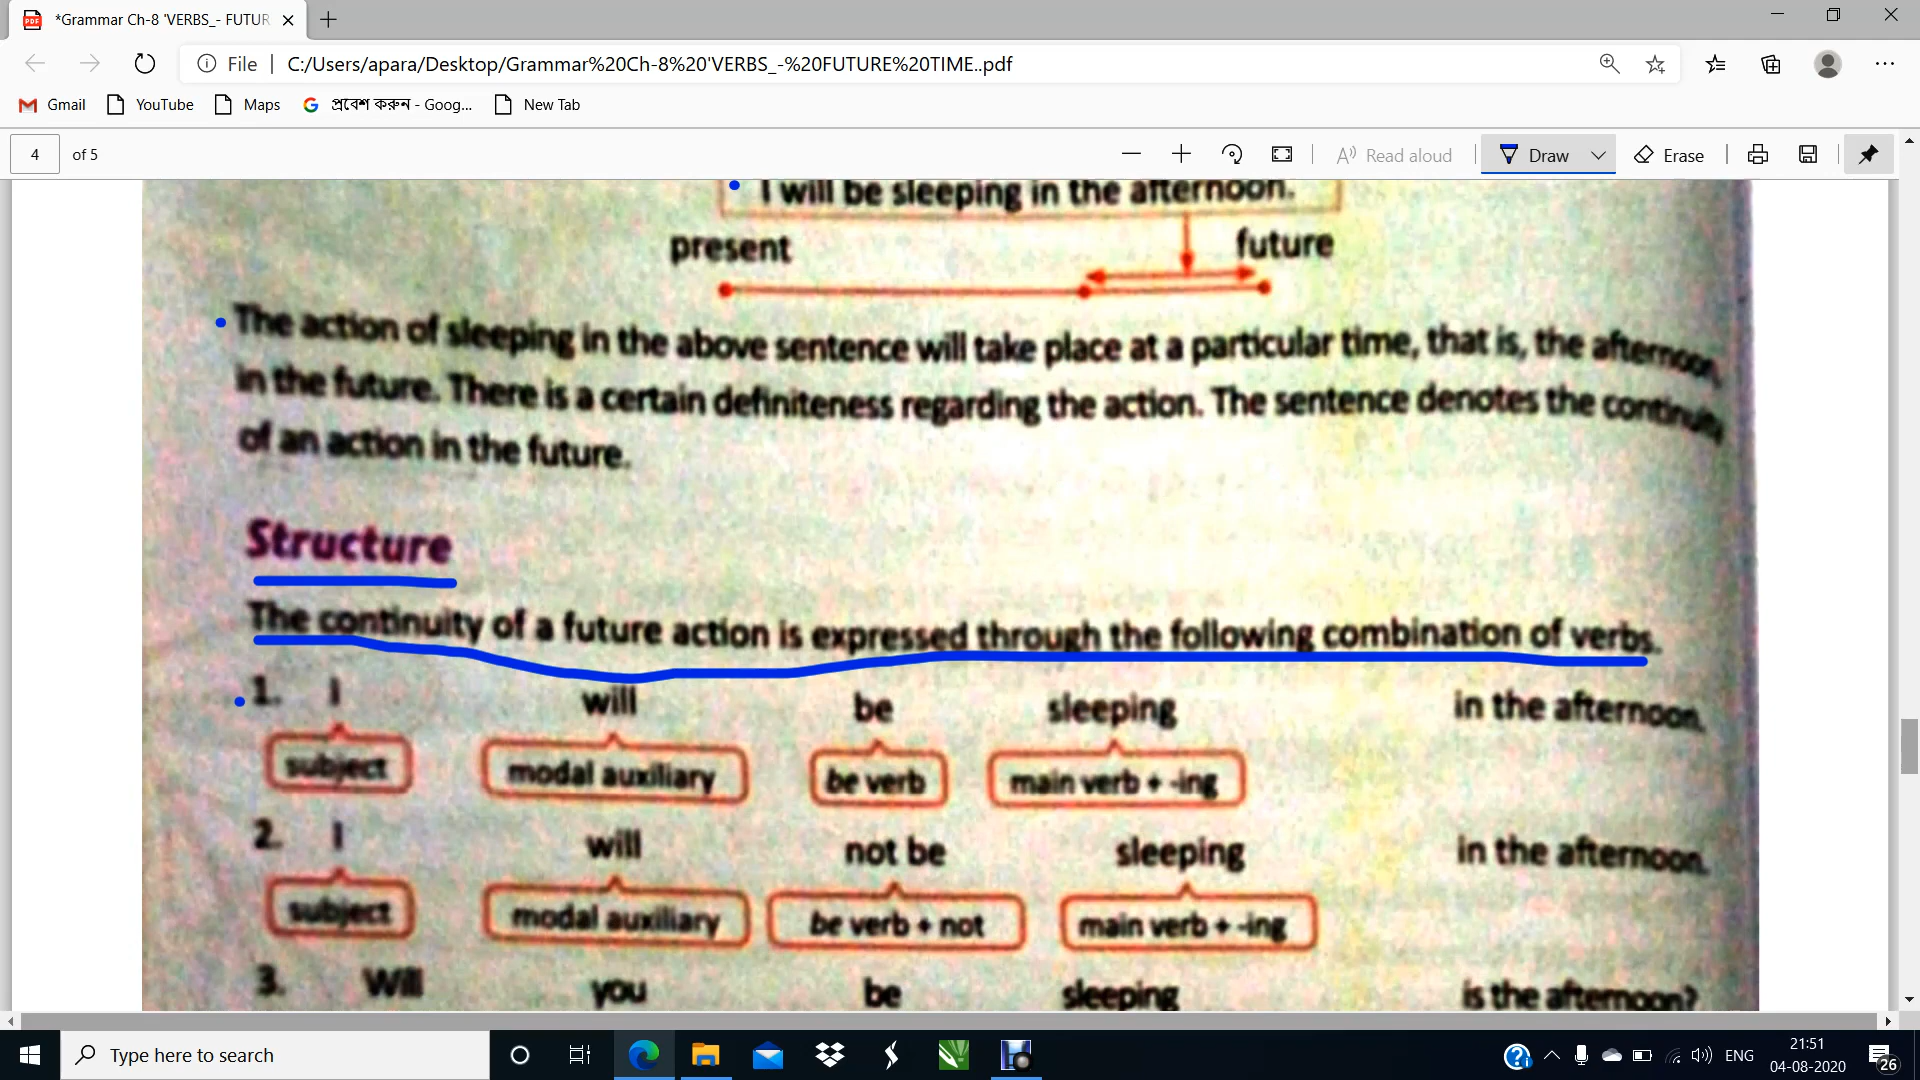 *Grammar Ch-8 'VERBS_- FUTUR
File C:/Users/apara/Desktop/Grammar%20Ch-8%20'VERBS_-%20FUTURE%20TIME..pdf
Gmail YouTube Maps প্রবেশ করুন - Goog... New Tab
4 of 5 Read aloud Draw Erase
I will be sleeping in the afternoon.
present future
The action of sleeping in the above sentence will take place at a particular time, that is, the afternoon,
in the future. There is a certain definiteness regarding the action. The sentence denotes the continuity
of an action in the future.
Structure
The continuity of a future action is expressed through the following combination of verbs.
1. I will be sleeping in the afternoon.
subject modal auxiliary be verb main verb + -ing
2. I will not be sleeping in the afternoon.
subject modal auxiliary be verb + not main verb + -ing
3. Will you be sleeping is the afternoon?
Type here to search
ENG
21:51
04-08-2020
26